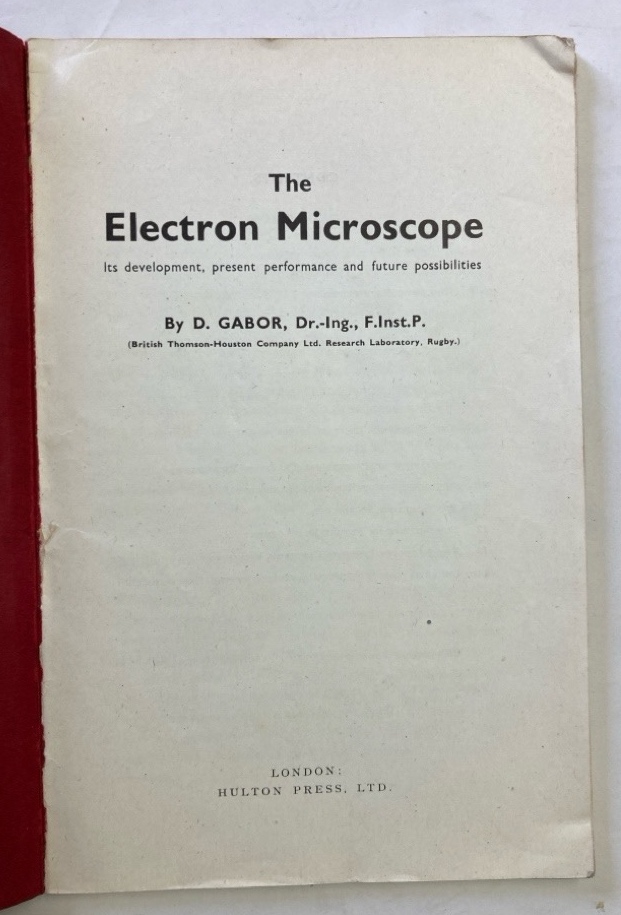 The
Electron Microscope
Its development, present performance and future possibilities
By D. GABOR, Dr.-Ing., F.Inst.P.
(British Thomson-Houston Company Ltd. Research Laboratory, Rugby.)
LONDON:
HULTON PRESS, LTD.